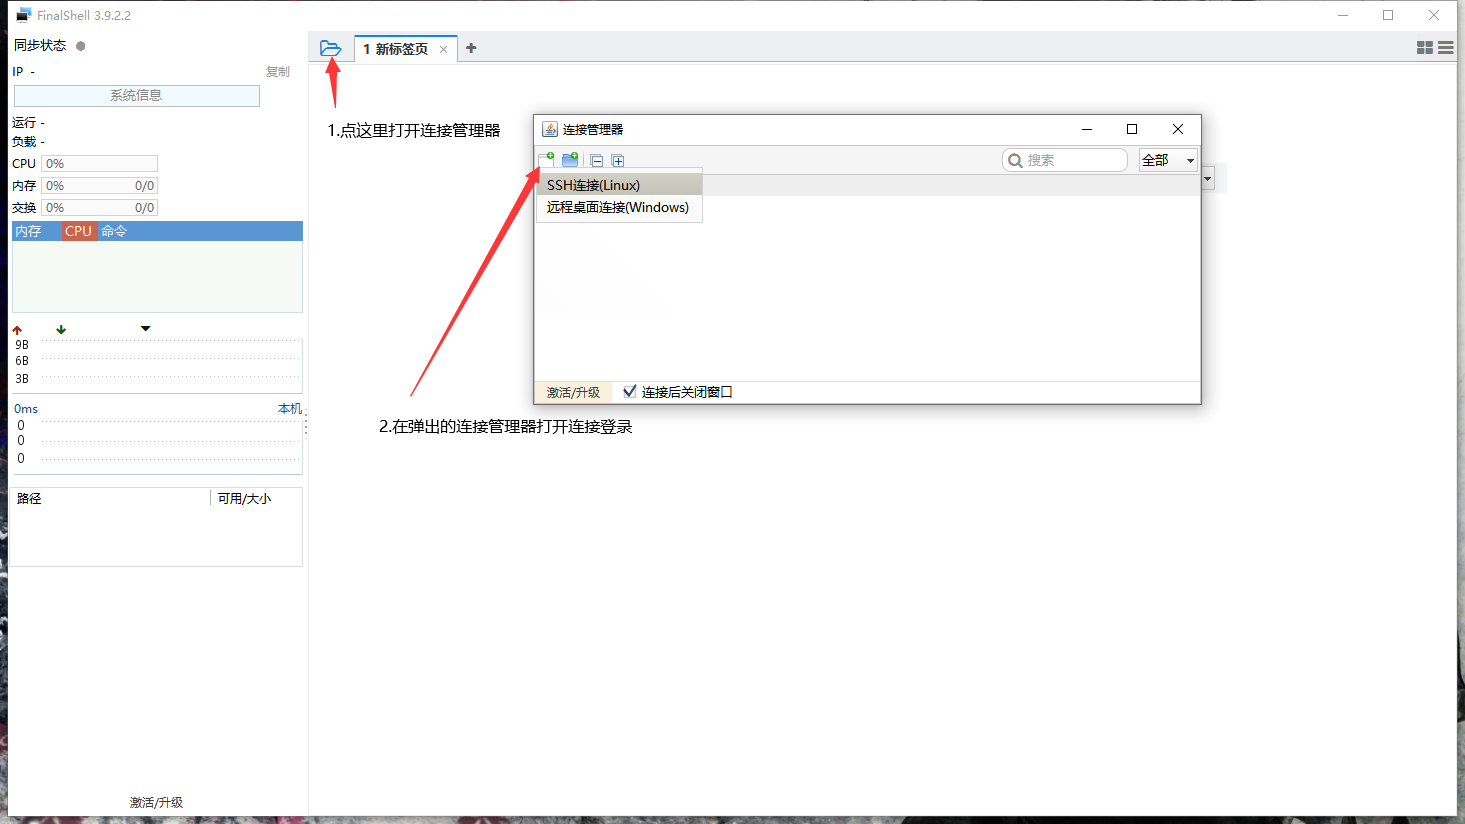 FinalShell 3.9.2.2
同步状态
IP -
复制
系统信息
运行 -
负载 -
CPU 0%
内存 0% 0/0
交换 0% 0/0
内存 CPU 命令
9B
6B
3B
0ms 本机
0
0
0
路径 可用/大小
激活/升级
1 新标签页
1.点这里打开连接管理器
连接管理器
搜索
全部
SSH连接(Linux)
远程桌面连接(Windows)
激活/升级
连接后关闭窗口
2.在弹出的连接管理器打开连接登录